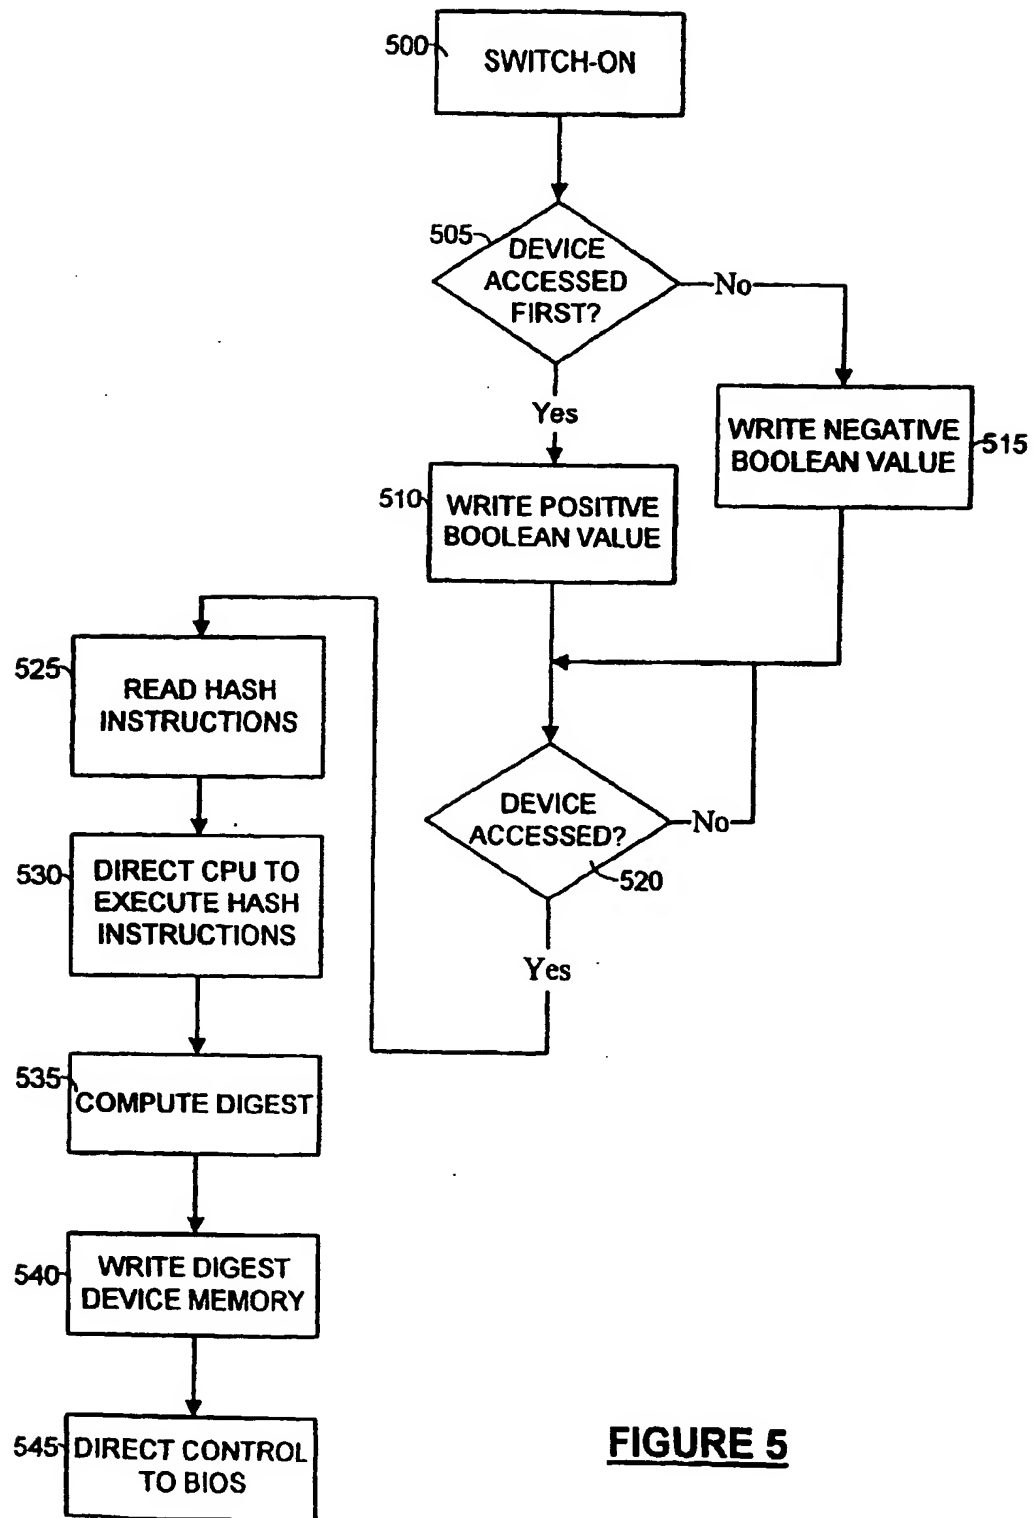 500
SWITCH-ON
505
DEVICE
ACCESSED
FIRST?
No
Yes
WRITE NEGATIVE
BOOLEAN VALUE
515
510
WRITE POSITIVE
BOOLEAN VALUE
525
READ HASH
INSTRUCTIONS
DEVICE
ACCESSED?
No
520
Yes
530
DIRECT CPU TO
EXECUTE HASH
INSTRUCTIONS
535
COMPUTE DIGEST
540
WRITE DIGEST
DEVICE MEMORY
545
DIRECT CONTROL
TO BIOS
FIGURE 5